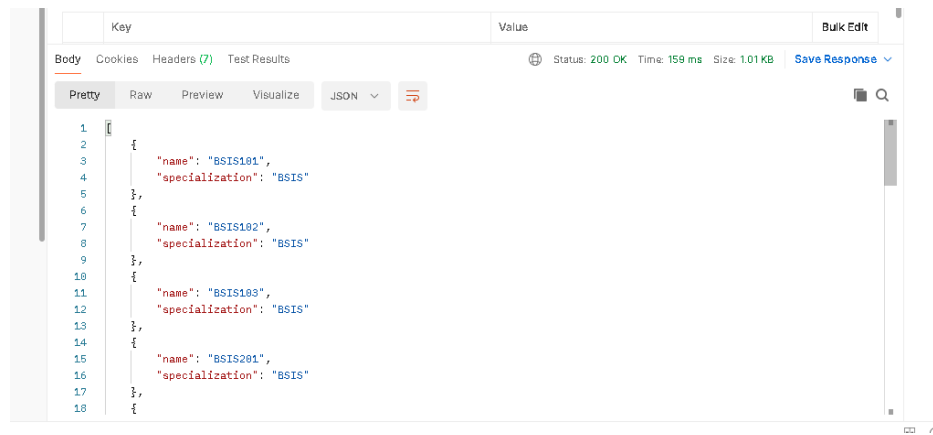 Key Value Bulk Edit
Body Cookies Headers (7) Test Results Status: 200 OK Time: 159 ms Size: 1.01 KB Save Response
Pretty Raw Preview Visualize JSON
1 [
2 {
3 "name": "BSIS101",
4 "specialization": "BSIS"
5 },
6 {
7 "name": "BSIS102",
8 "specialization": "BSIS"
9 },
10 {
11 "name": "BSIS103",
12 "specialization": "BSIS"
13 },
14 {
15 "name": "BSIS201",
16 "specialization": "BSIS"
17 },
18 {